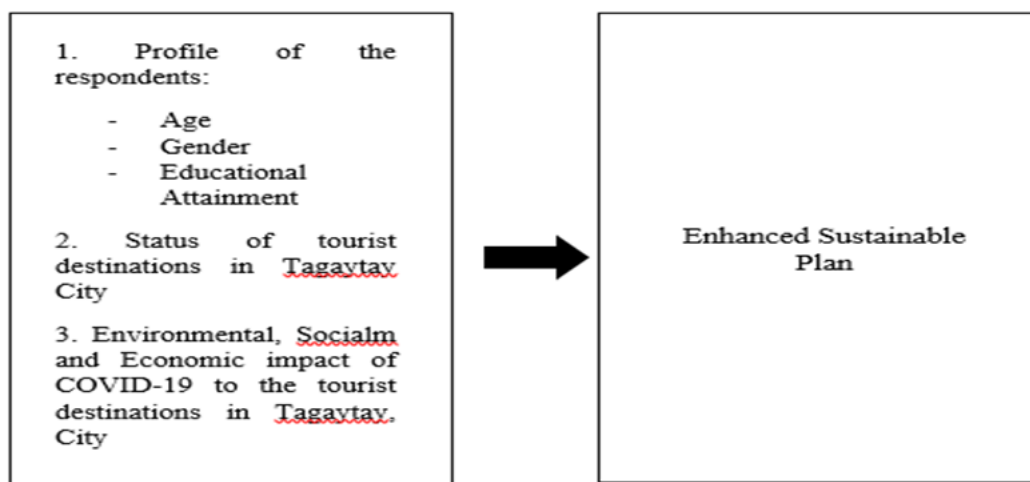 1. Profile of the
respondents:
- Age
- Gender
- Educational
Attainment
2. Status of tourist
destinations in Tagaytay
City
3. Environmental, Socialm
and Economic impact of
COVID-19 to the tourist
destinations in Tagaytay,
City
Enhanced Sustainable
Plan